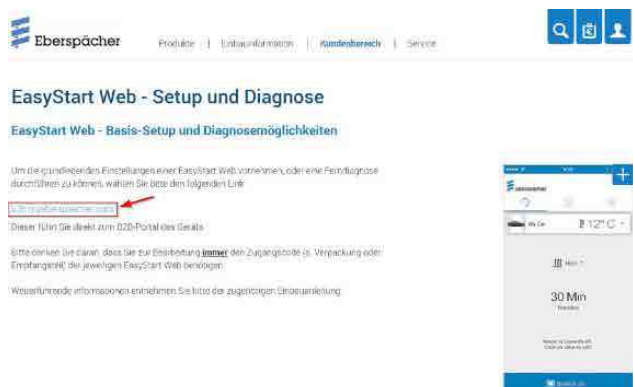 Eberspächer
Produkte | Einbauinformation | Kundenbereich | Service
EasyStart Web - Setup und Diagnose
EasyStart Web - Basis-Setup und Diagnosemöglichkeiten
Um die grundlegenden Einstellungen einer EasyStart Web vornehmen, oder eine Ferndiagnose
durchführen zu können, wählen Sie bitte den folgenden Link
Dieser führt Sie direkt zum B2B-Portal des Geräts
Bitte denken Sie daran, dass Sie zur Bearbeitung immer den Zugangscode (s. Verpackung oder
Empfangsteil) der jeweiligen EasyStart Web benötigen
Weiterführende Informationen entnehmen Sie bitte der zugehörigen Einbauanleitung
12°C
30 Min